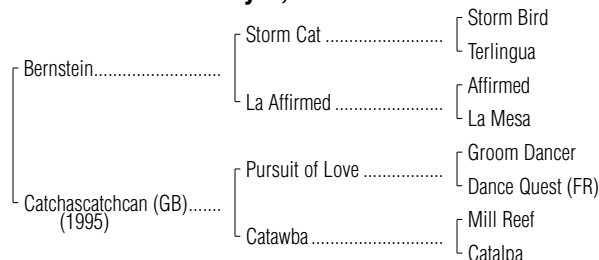 Storm Bird
Storm Cat ........................
Terlingua
Bernstein..........................
Affirmed
La Affirmed ......................
La Mesa
Groom Dancer
Pursuit of Love ................
Dance Quest (FR)
Catchascatchcan (GB).......
(1995)
Mill Reef
Catawba...........................
Catalpa